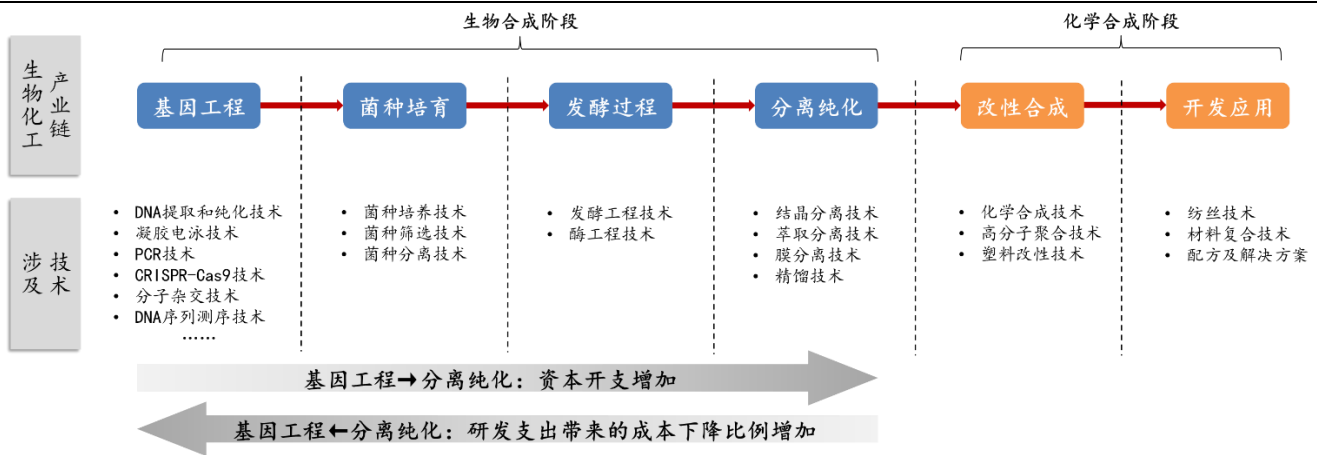 生物合成阶段
化学合成阶段
生物化工
产业链
基因工程
菌种培育
发酵过程
分离纯化
改性合成
开发应用
涉及
技术
• DNA提取和纯化技术
• 凝胶电泳技术
• PCR技术
• CRISPR-Cas9技术
• 分子杂交技术
• DNA序列测序技术
……
• 菌种培养技术
• 菌种筛选技术
• 菌种分离技术
• 发酵工程技术
• 酶工程技术
• 结晶分离技术
• 萃取分离技术
• 膜分离技术
• 精馏技术
• 化学合成技术
• 高分子聚合技术
• 塑料改性技术
• 纺丝技术
• 材料复合技术
• 配方及解决方案
基因工程→分离纯化：资本开支增加
基因工程←分离纯化：研发支出带来的成本下降比例增加